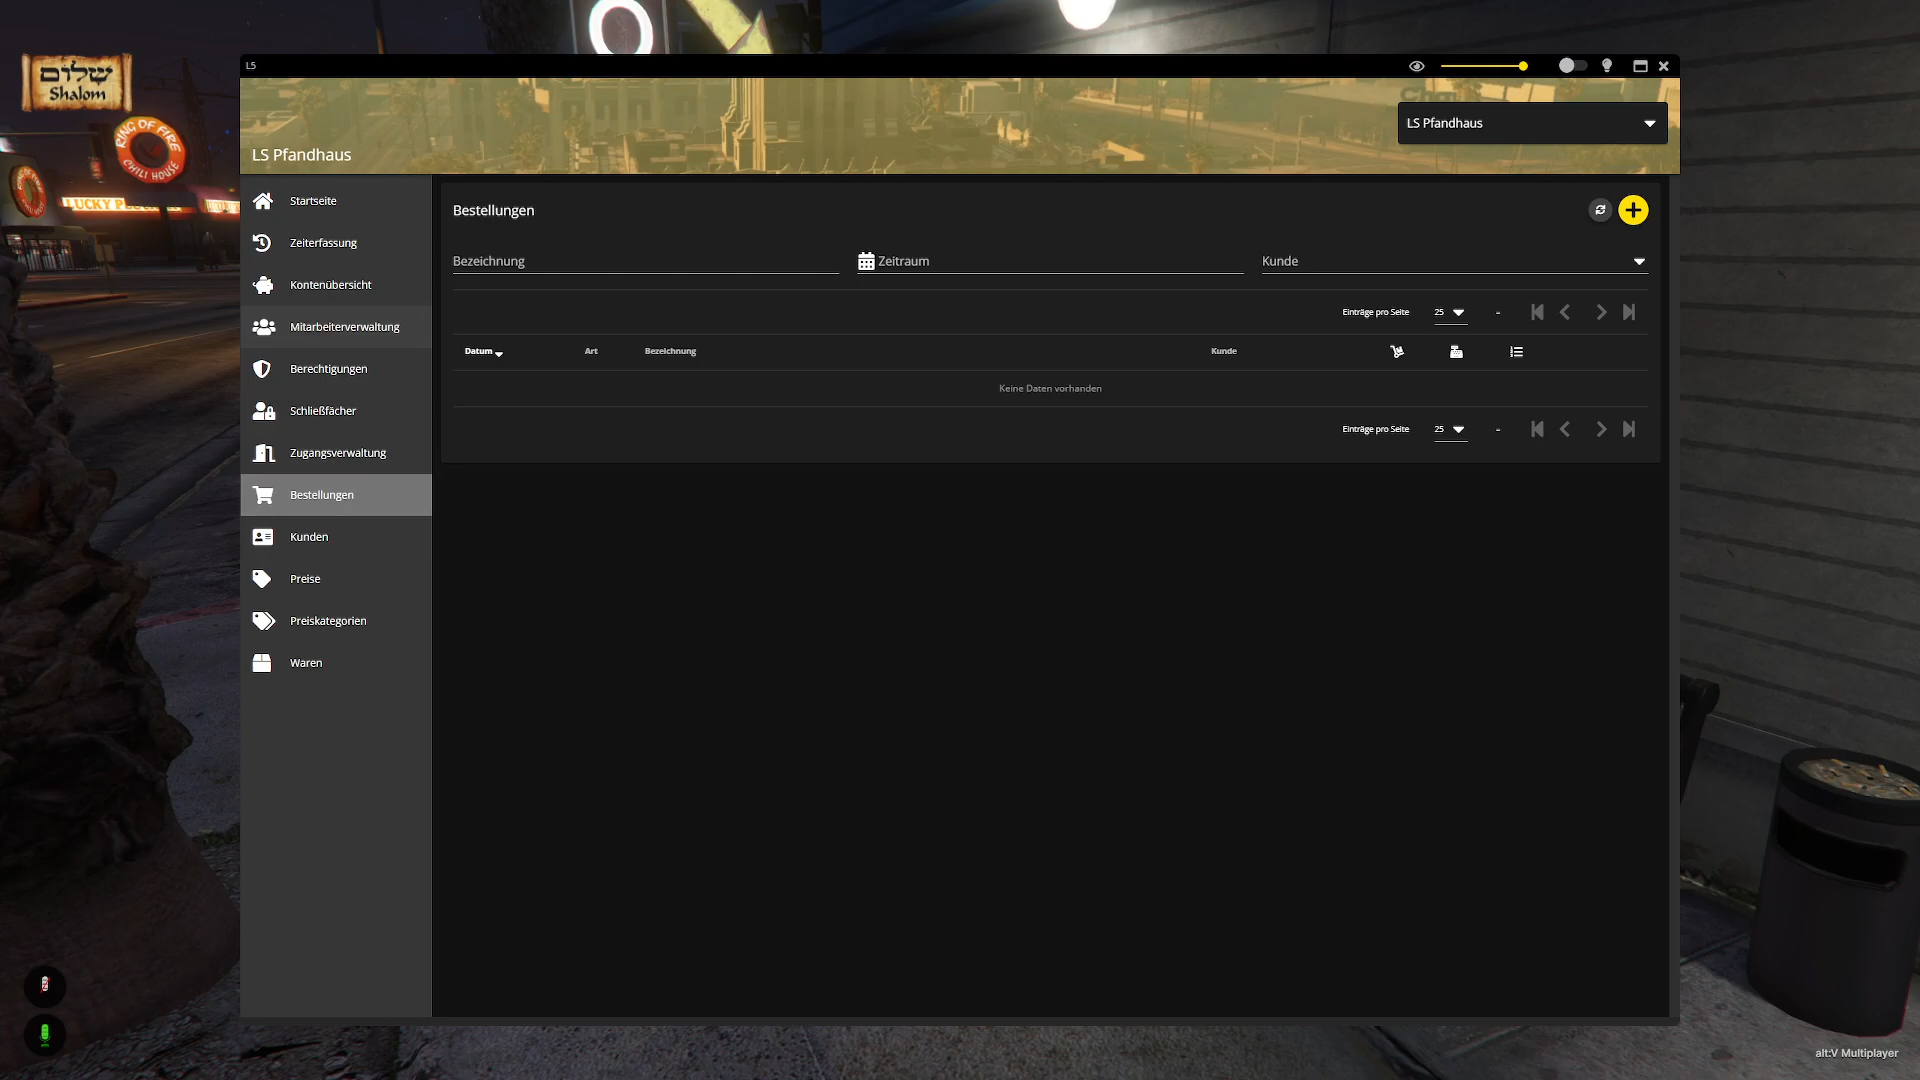 שלום
Shalom
RING OF FIRE
CHILI HOUSE
L5
LS Pfandhaus
LS Pfandhaus
Startseite
Zeiterfassung
Kontenübersicht
Mitarbeiterverwaltung
Berechtigungen
Schließfächer
Zugangsverwaltung
Bestellungen
Kunden
Preise
Preiskategorien
Waren
Bestellungen
Bezeichnung Zeitraum Kunde
Einträge pro Seite 25 -
Datum Art Bezeichnung Kunde
Keine Daten vorhanden
Einträge pro Seite 25 -
alt:V Multiplayer